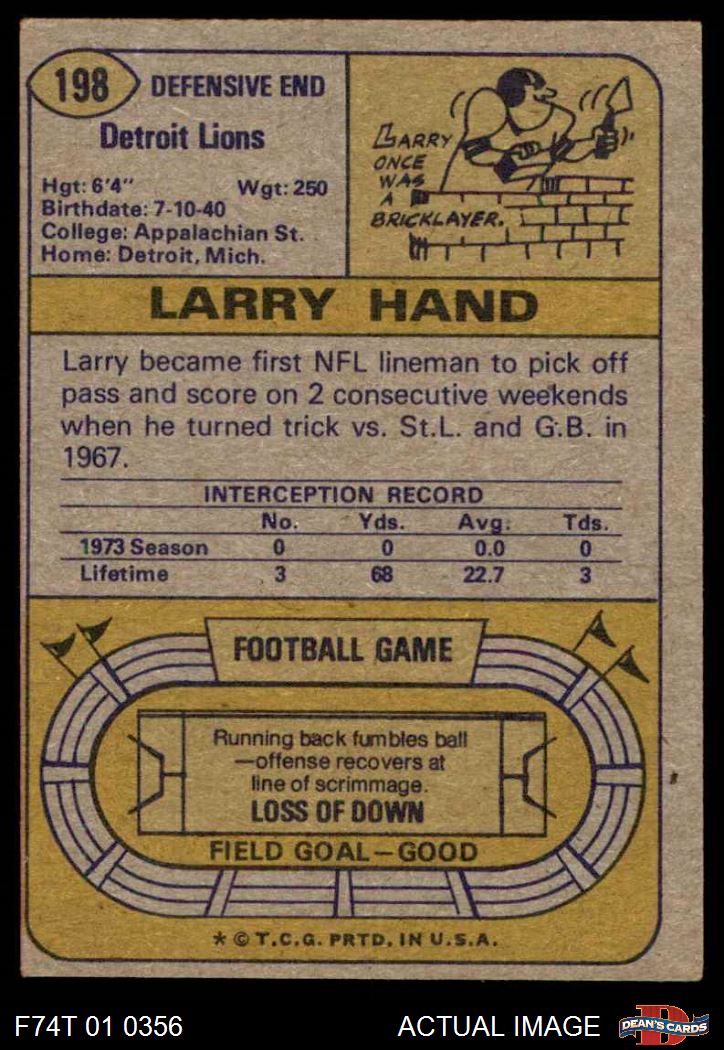 198
DEFENSIVE END
Detroit Lions
Hgt: 6'4" Wgt: 250
Birthdate: 7-10-40
College: Appalachian St.
Home: Detroit, Mich.
LARRY
ONCE
WAS
A
BRICKLAYER.
LARRY HAND
Larry became first NFL lineman to pick off
pass and score on 2 consecutive weekends
when he turned trick vs. St.L. and G.B. in
1967.
INTERCEPTION RECORD
No. Yds. Avg. Tds.
1973 Season 0 0 0.0 0
Lifetime 3 68 22.7 3
FOOTBALL GAME
Running back fumbles ball
—offense recovers at
line of scrimmage.
LOSS OF DOWN
FIELD GOAL—GOOD
* © T.C.G. PRTD. IN U.S.A.
F74T 01 0356
ACTUAL IMAGE
D
DEAN'S CARDS